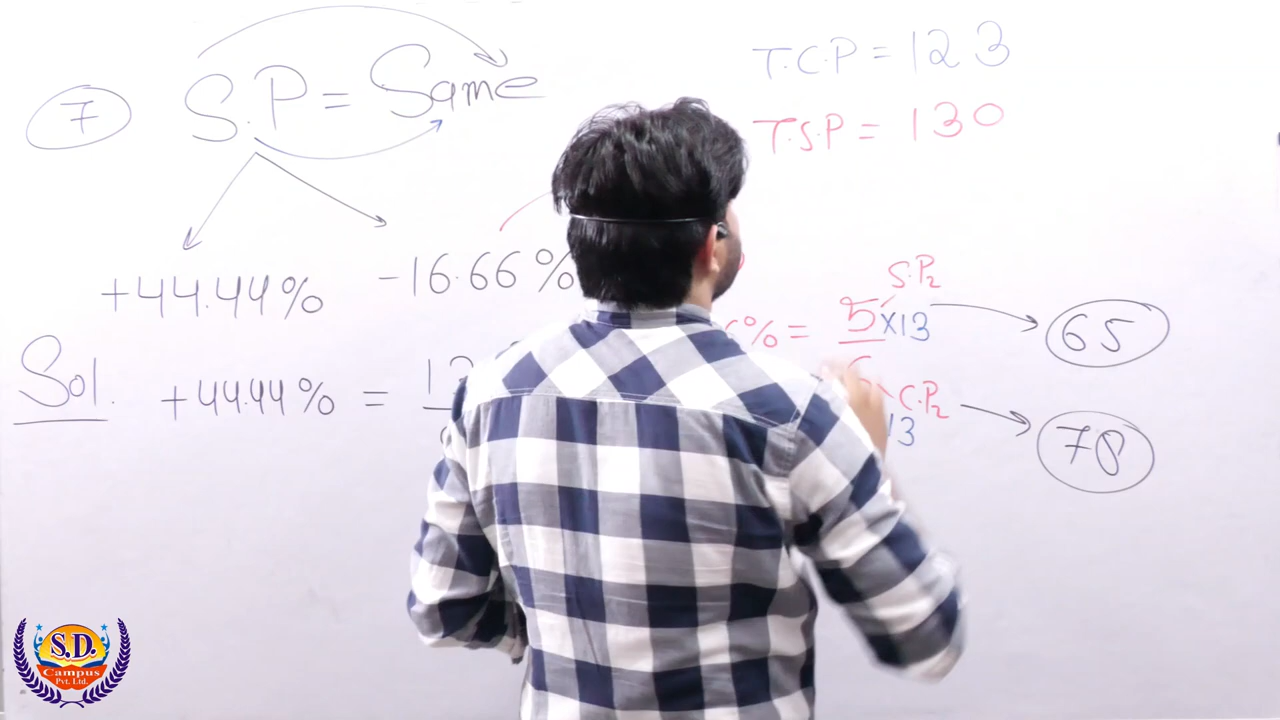 7 S.P = Same
T.C.P = 123
T.S.P = 130
+44.44% -16.66%
Sol. +44.44% =
% = 5 x13 S.P₂ 65
C.P₂ 78
13
S.D.
Campus
Pvt. Ltd.